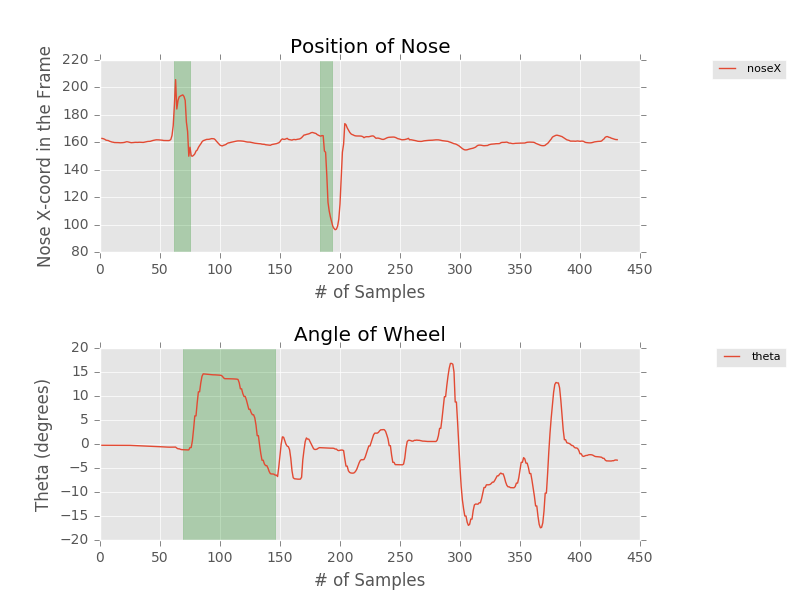 Position of Nose
noseX
Nose X-coord in the Frame
220
200
180
160
140
120
100
80
0 50 100 150 200 250 300 350 400 450
# of Samples
Angle of Wheel
theta
Theta (degrees)
20
15
10
5
0
−5
−10
−15
−20
0 50 100 150 200 250 300 350 400 450
# of Samples